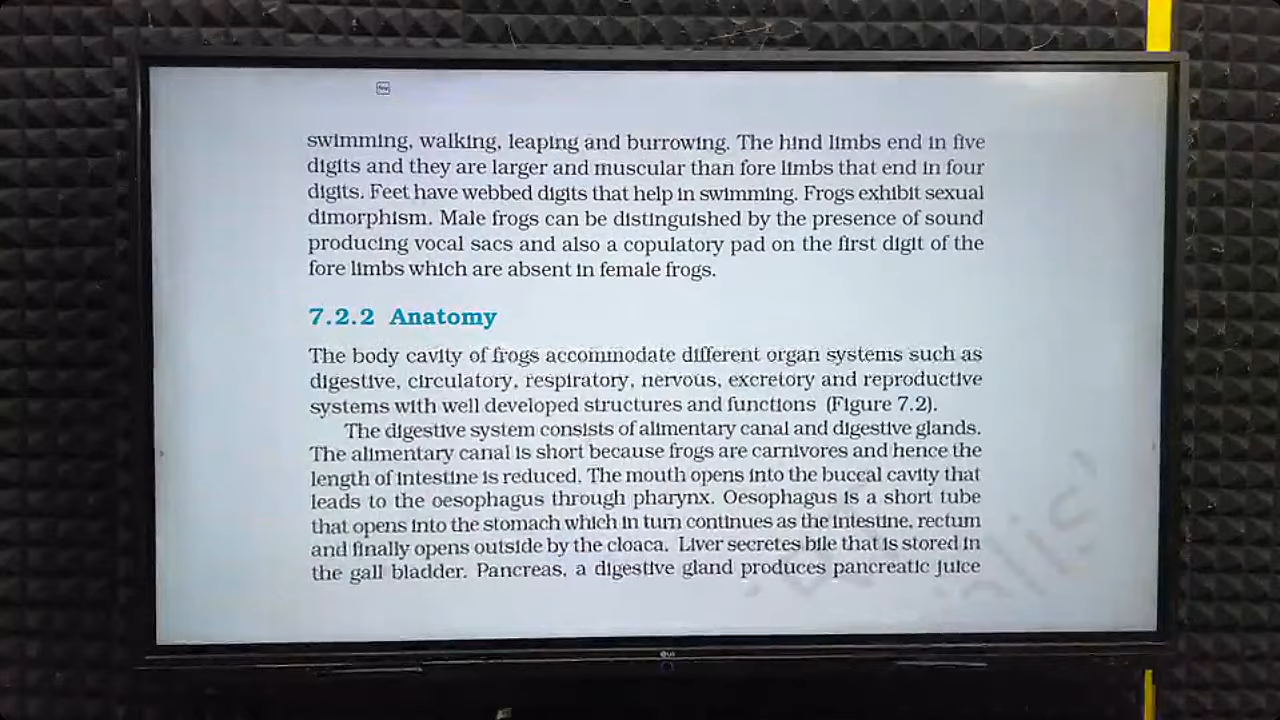 swimming, walking, leaping and burrowing. The hind limbs end in five
digits and they are larger and muscular than fore limbs that end in four
digits. Feet have webbed digits that help in swimming. Frogs exhibit sexual
dimorphism. Male frogs can be distinguished by the presence of sound
producing vocal sacs and also a copulatory pad on the first digit of the
fore limbs which are absent in female frogs.
7.2.2 Anatomy
The body cavity of frogs accommodate different organ systems such as
digestive, circulatory, respiratory, nervous, excretory and reproductive
systems with well developed structures and functions (Figure 7.2).
The digestive system consists of alimentary canal and digestive glands.
The alimentary canal is short because frogs are carnivores and hence the
length of intestine is reduced. The mouth opens into the buccal cavity that
leads to the oesophagus through pharynx. Oesophagus is a short tube
that opens into the stomach which in turn continues as the intestine, rectum
and finally opens outside by the cloaca. Liver secretes bile that is stored in
the gall bladder. Pancreas, a digestive gland produces pancreatic juice